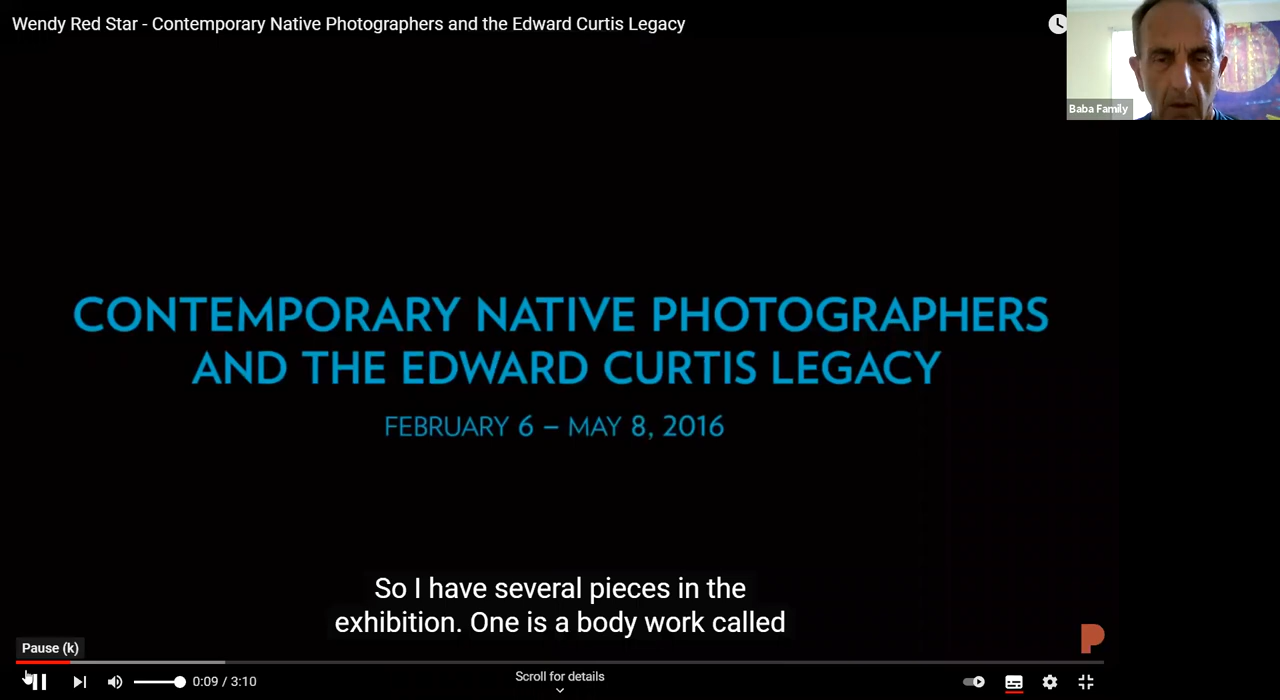 Wendy Red Star - Contemporary Native Photographers and the Edward Curtis Legacy
Baba Family
CONTEMPORARY NATIVE PHOTOGRAPHERS
AND THE EDWARD CURTIS LEGACY
FEBRUARY 6 – MAY 8, 2016
So I have several pieces in the
exhibition. One is a body work called
P
Pause (k)
0:09 / 3:10
Scroll for details